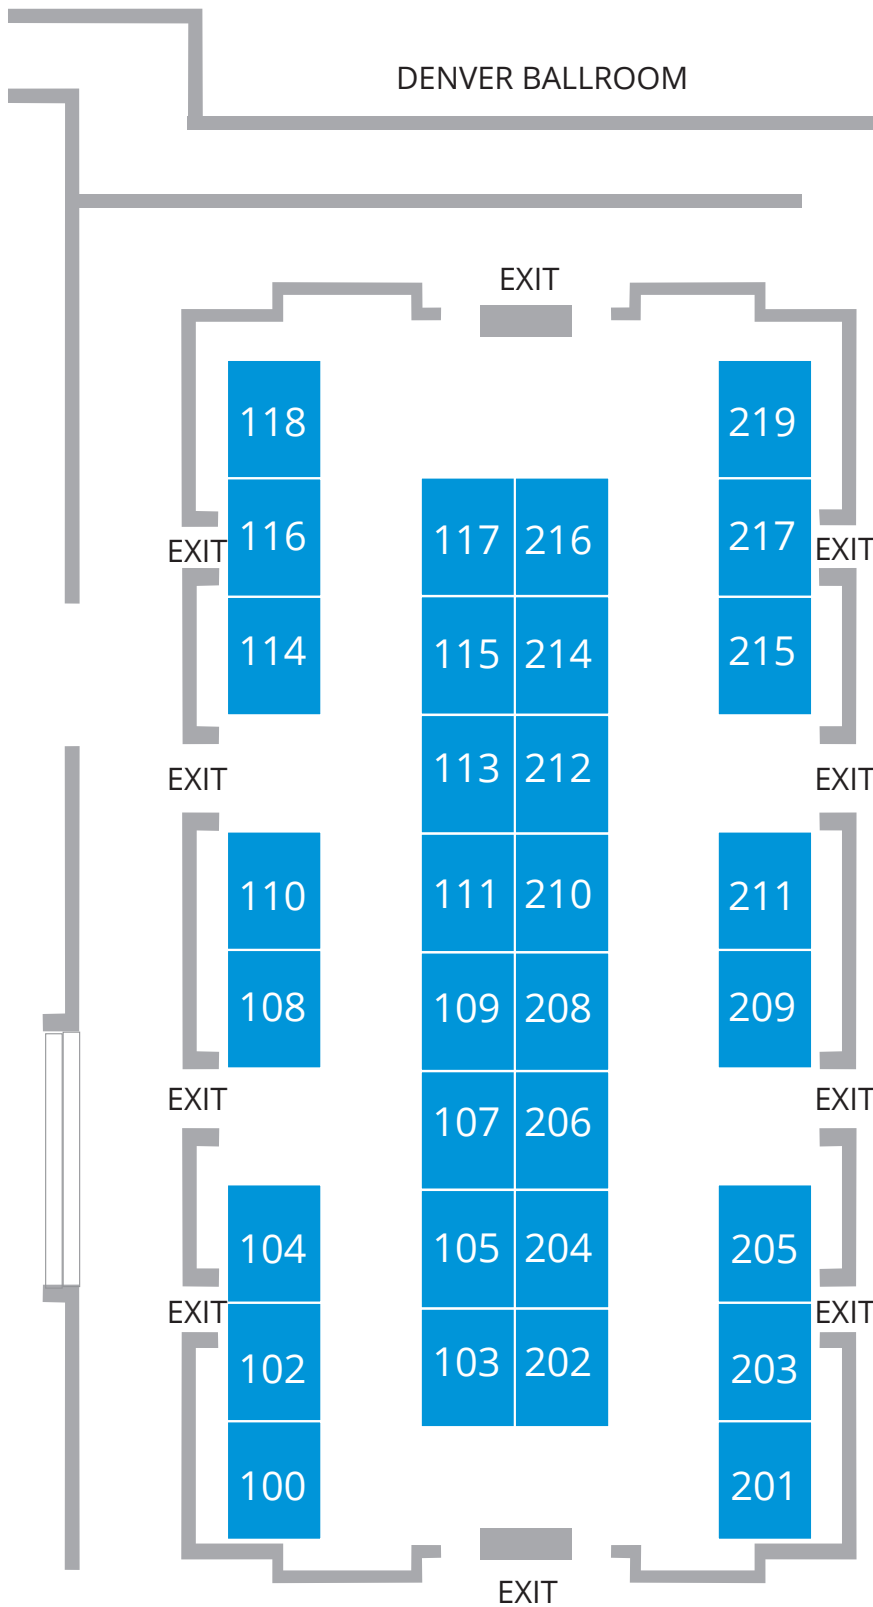 DENVER BALLROOM
EXIT
118 219
116 117 216 217
EXIT EXIT
114 115 214 215
113 212
EXIT EXIT
110 111 210 211
108 109 208 209
EXIT 107 206 EXIT
104 105 204 205
EXIT EXIT
102 103 202 203
100 201
EXIT